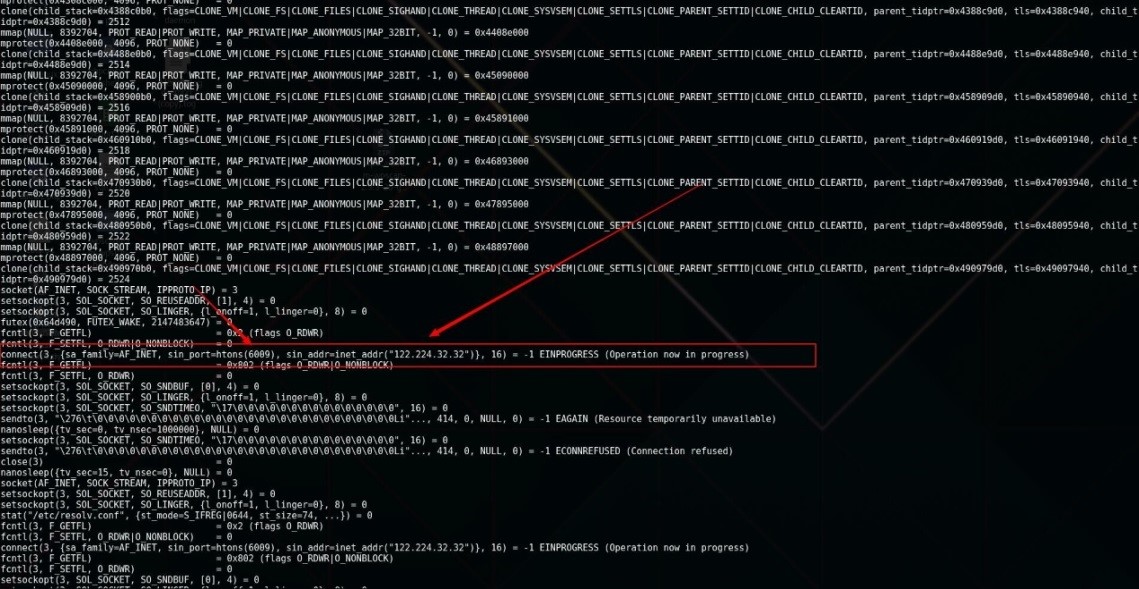 mprotect(0x4308c000, 4096, PROT_NONE) = 0
clone(child_stack=0x4388c0b0, flags=CLONE_VM|CLONE_FS|CLONE_FILES|CLONE_SIGHAND|CLONE_THREAD|CLONE_SYSVSEM|CLONE_SETTLS|CLONE_PARENT_SETTID|CLONE_CHILD_CLEARTID, parent_tidptr=0x4388c9d0, tls=0x4388c940, child_t
idptr=0x4388c9d0) = 2512
mmap(NULL, 8392704, PROT_READ|PROT_WRITE, MAP_PRIVATE|MAP_ANONYMOUS|MAP_32BIT, -1, 0) = 0x4408e000
mprotect(0x4408e000, 4096, PROT_NONE) = 0
clone(child_stack=0x4488e0b0, flags=CLONE_VM|CLONE_FS|CLONE_FILES|CLONE_SIGHAND|CLONE_THREAD|CLONE_SYSVSEM|CLONE_SETTLS|CLONE_PARENT_SETTID|CLONE_CHILD_CLEARTID, parent_tidptr=0x4488e9d0, tls=0x4488e940, child_t
idptr=0x4488e9d0) = 2514
mmap(NULL, 8392704, PROT_READ|PROT_WRITE, MAP_PRIVATE|MAP_ANONYMOUS|MAP_32BIT, -1, 0) = 0x45090000
mprotect(0x45090000, 4096, PROT_NONE) = 0
clone(child_stack=0x458900b0, flags=CLONE_VM|CLONE_FS|CLONE_FILES|CLONE_SIGHAND|CLONE_THREAD|CLONE_SYSVSEM|CLONE_SETTLS|CLONE_PARENT_SETTID|CLONE_CHILD_CLEARTID, parent_tidptr=0x458909d0, tls=0x45890940, child_t
idptr=0x458909d0) = 2516
mmap(NULL, 8392704, PROT_READ|PROT_WRITE, MAP_PRIVATE|MAP_ANONYMOUS|MAP_32BIT, -1, 0) = 0x45891000
mprotect(0x45891000, 4096, PROT_NONE) = 0
clone(child_stack=0x460910b0, flags=CLONE_VM|CLONE_FS|CLONE_FILES|CLONE_SIGHAND|CLONE_THREAD|CLONE_SYSVSEM|CLONE_SETTLS|CLONE_PARENT_SETTID|CLONE_CHILD_CLEARTID, parent_tidptr=0x460919d0, tls=0x46091940, child_t
idptr=0x460919d0) = 2518
mmap(NULL, 8392704, PROT_READ|PROT_WRITE, MAP_PRIVATE|MAP_ANONYMOUS|MAP_32BIT, -1, 0) = 0x46893000
mprotect(0x46893000, 4096, PROT_NONE) = 0
clone(child_stack=0x470930b0, flags=CLONE_VM|CLONE_FS|CLONE_FILES|CLONE_SIGHAND|CLONE_THREAD|CLONE_SYSVSEM|CLONE_SETTLS|CLONE_PARENT_SETTID|CLONE_CHILD_CLEARTID, parent_tidptr=0x470939d0, tls=0x47093940, child_t
idptr=0x470939d0) = 2520
mmap(NULL, 8392704, PROT_READ|PROT_WRITE, MAP_PRIVATE|MAP_ANONYMOUS|MAP_32BIT, -1, 0) = 0x47895000
mprotect(0x47895000, 4096, PROT_NONE) = 0
clone(child_stack=0x480950b0, flags=CLONE_VM|CLONE_FS|CLONE_FILES|CLONE_SIGHAND|CLONE_THREAD|CLONE_SYSVSEM|CLONE_SETTLS|CLONE_PARENT_SETTID|CLONE_CHILD_CLEARTID, parent_tidptr=0x480959d0, tls=0x48095940, child_t
idptr=0x480959d0) = 2522
mmap(NULL, 8392704, PROT_READ|PROT_WRITE, MAP_PRIVATE|MAP_ANONYMOUS|MAP_32BIT, -1, 0) = 0x48897000
mprotect(0x48897000, 4096, PROT_NONE) = 0
clone(child_stack=0x490970b0, flags=CLONE_VM|CLONE_FS|CLONE_FILES|CLONE_SIGHAND|CLONE_THREAD|CLONE_SYSVSEM|CLONE_SETTLS|CLONE_PARENT_SETTID|CLONE_CHILD_CLEARTID, parent_tidptr=0x490979d0, tls=0x49097940, child_t
idptr=0x490979d0) = 2524
socket(AF_INET, SOCK_STREAM, IPPROTO_IP) = 3
setsockopt(3, SOL_SOCKET, SO_REUSEADDR, [1], 4) = 0
setsockopt(3, SOL_SOCKET, SO_LINGER, {l_onoff=1, l_linger=0}, 8) = 0
futex(0x64d490, FUTEX_WAKE, 2147483647) = 0
fcntl(3, F_GETFL) = 0x2 (flags O_RDWR)
fcntl(3, F_SETFL, O_RDWR|O_NONBLOCK) = 0
connect(3, {sa_family=AF_INET, sin_port=htons(6009), sin_addr=inet_addr("122.224.32.32")}, 16) = -1 EINPROGRESS (Operation now in progress)
fcntl(3, F_GETFL) = 0x802 (flags O_RDWR|O_NONBLOCK)
fcntl(3, F_SETFL, O_RDWR) = 0
setsockopt(3, SOL_SOCKET, SO_SNDBUF, [0], 4) = 0
setsockopt(3, SOL_SOCKET, SO_LINGER, {l_onoff=1, l_linger=0}, 8) = 0
setsockopt(3, SOL_SOCKET, SO_SNDTIMEO, "\17\0\0\0\0\0\0\0\0\0\0\0\0\0\0\0", 16) = 0
sendto(3, "\276\t\0\0\0\0\0\0\0\0\0\0\0\0\0\0\0\0\0\0\0\0\0\0\0\0\0\0\0\0Li"..., 414, 0, NULL, 0) = -1 EAGAIN (Resource temporarily unavailable)
nanosleep({tv_sec=0, tv_nsec=1000000}, NULL) = 0
setsockopt(3, SOL_SOCKET, SO_SNDTIMEO, "\17\0\0\0\0\0\0\0\0\0\0\0\0\0\0\0", 16) = 0
sendto(3, "\276\t\0\0\0\0\0\0\0\0\0\0\0\0\0\0\0\0\0\0\0\0\0\0\0\0\0\0\0\0Li"..., 414, 0, NULL, 0) = -1 ECONNREFUSED (Connection refused)
close(3) = 0
nanosleep({tv_sec=15, tv_nsec=0}, NULL) = 0
socket(AF_INET, SOCK_STREAM, IPPROTO_IP) = 3
setsockopt(3, SOL_SOCKET, SO_REUSEADDR, [1], 4) = 0
setsockopt(3, SOL_SOCKET, SO_LINGER, {l_onoff=1, l_linger=0}, 8) = 0
stat("/etc/resolv.conf", {st_mode=S_IFREG|0644, st_size=74, ...}) = 0
fcntl(3, F_GETFL) = 0x2 (flags O_RDWR)
fcntl(3, F_SETFL, O_RDWR|O_NONBLOCK) = 0
connect(3, {sa_family=AF_INET, sin_port=htons(6009), sin_addr=inet_addr("122.224.32.32")}, 16) = -1 EINPROGRESS (Operation now in progress)
fcntl(3, F_GETFL) = 0x802 (flags O_RDWR|O_NONBLOCK)
fcntl(3, F_SETFL, O_RDWR) = 0
setsockopt(3, SOL_SOCKET, SO_SNDBUF, [0], 4) = 0